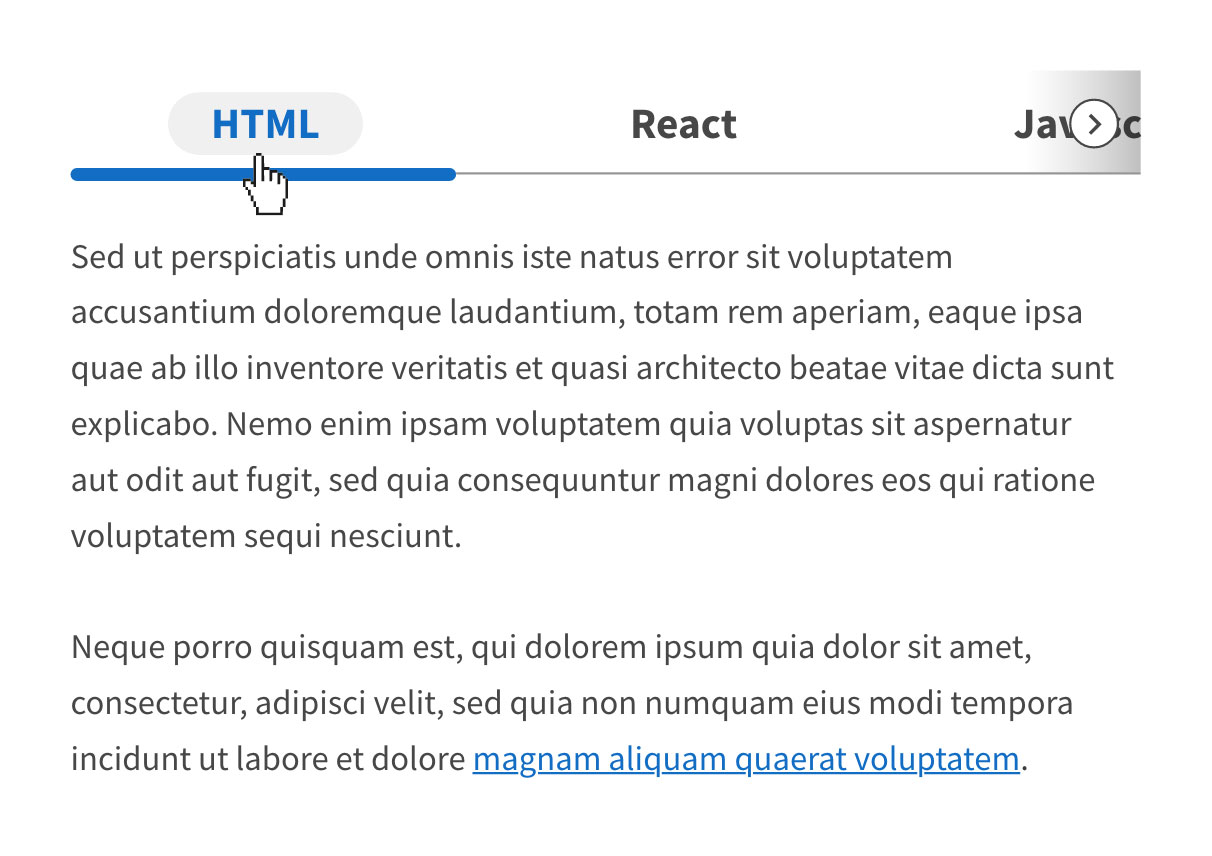 HTML React
Sed ut perspiciatis unde omnis iste natus error sit voluptatem
accusantium doloremque laudantium, totam rem aperiam, eaque ipsa
quae ab illo inventore veritatis et quasi architecto beatae vitae dicta sunt
explicabo. Nemo enim ipsam voluptatem quia voluptas sit aspernatur
aut odit aut fugit, sed quia consequuntur magni dolores eos qui ratione
voluptatem sequi nesciunt.
Neque porro quisquam est, qui dolorem ipsum quia dolor sit amet,
consectetur, adipisci velit, sed quia non numquam eius modi tempora
incidunt ut labore et dolore magnam aliquam quaerat voluptatem.